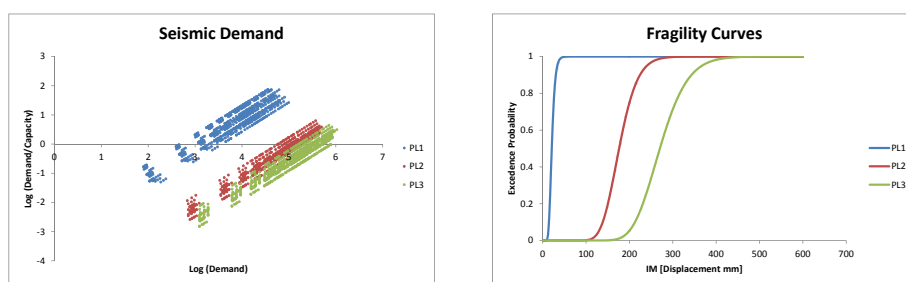 Seismic Demand
Log (Demand/Capacity)
3
2
1
0
-1
-2
-3
-4
0
1
2
3
4
5
6
7
Log (Demand)
PL1
PL2
PL3
Fragility Curves
Excedence Probability
1
0.8
0.6
0.4
0.2
0
0
100
200
300
400
500
600
700
IM [Displacement mm]
PL1
PL2
PL3